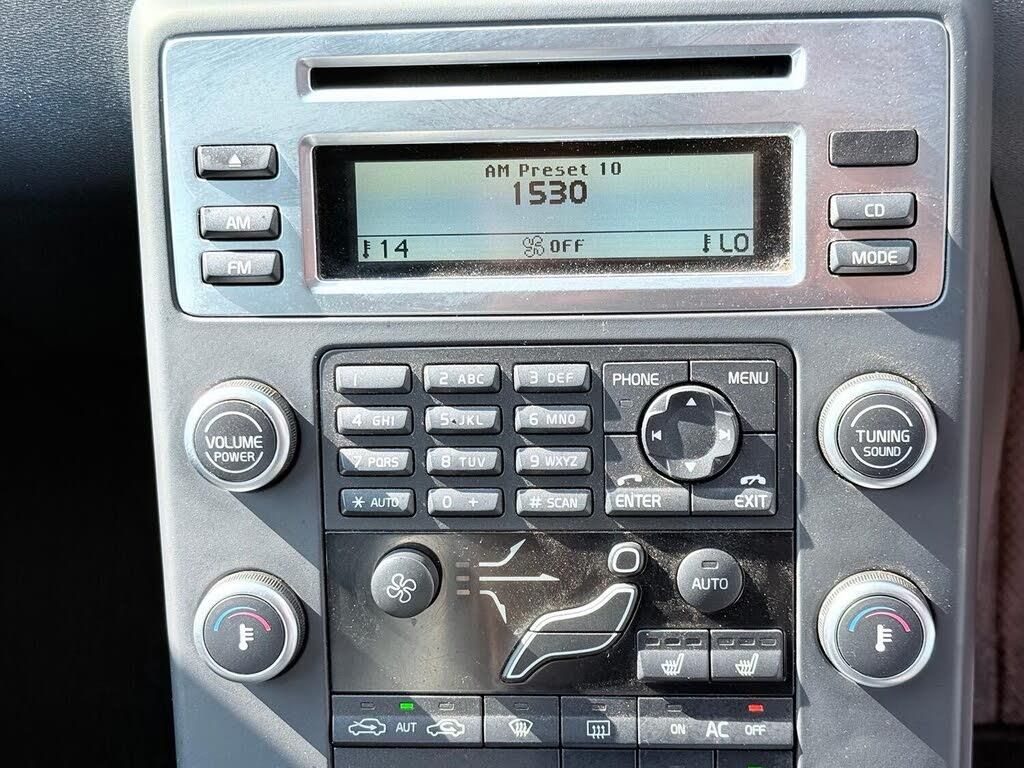 AM Preset 10
1530
14
OFF
LO
AM
FM
CD
MODE
1
2 ABC
3 DEF
4 GHI
5 JKL
6 MNO
7 PQRS
8 TUV
9 WXYZ
* AUTO
0 +
# SCAN
PHONE
MENU
ENTER
EXIT
VOLUME
POWER
TUNING
SOUND
AUTO
AUT
ON
AC
OFF